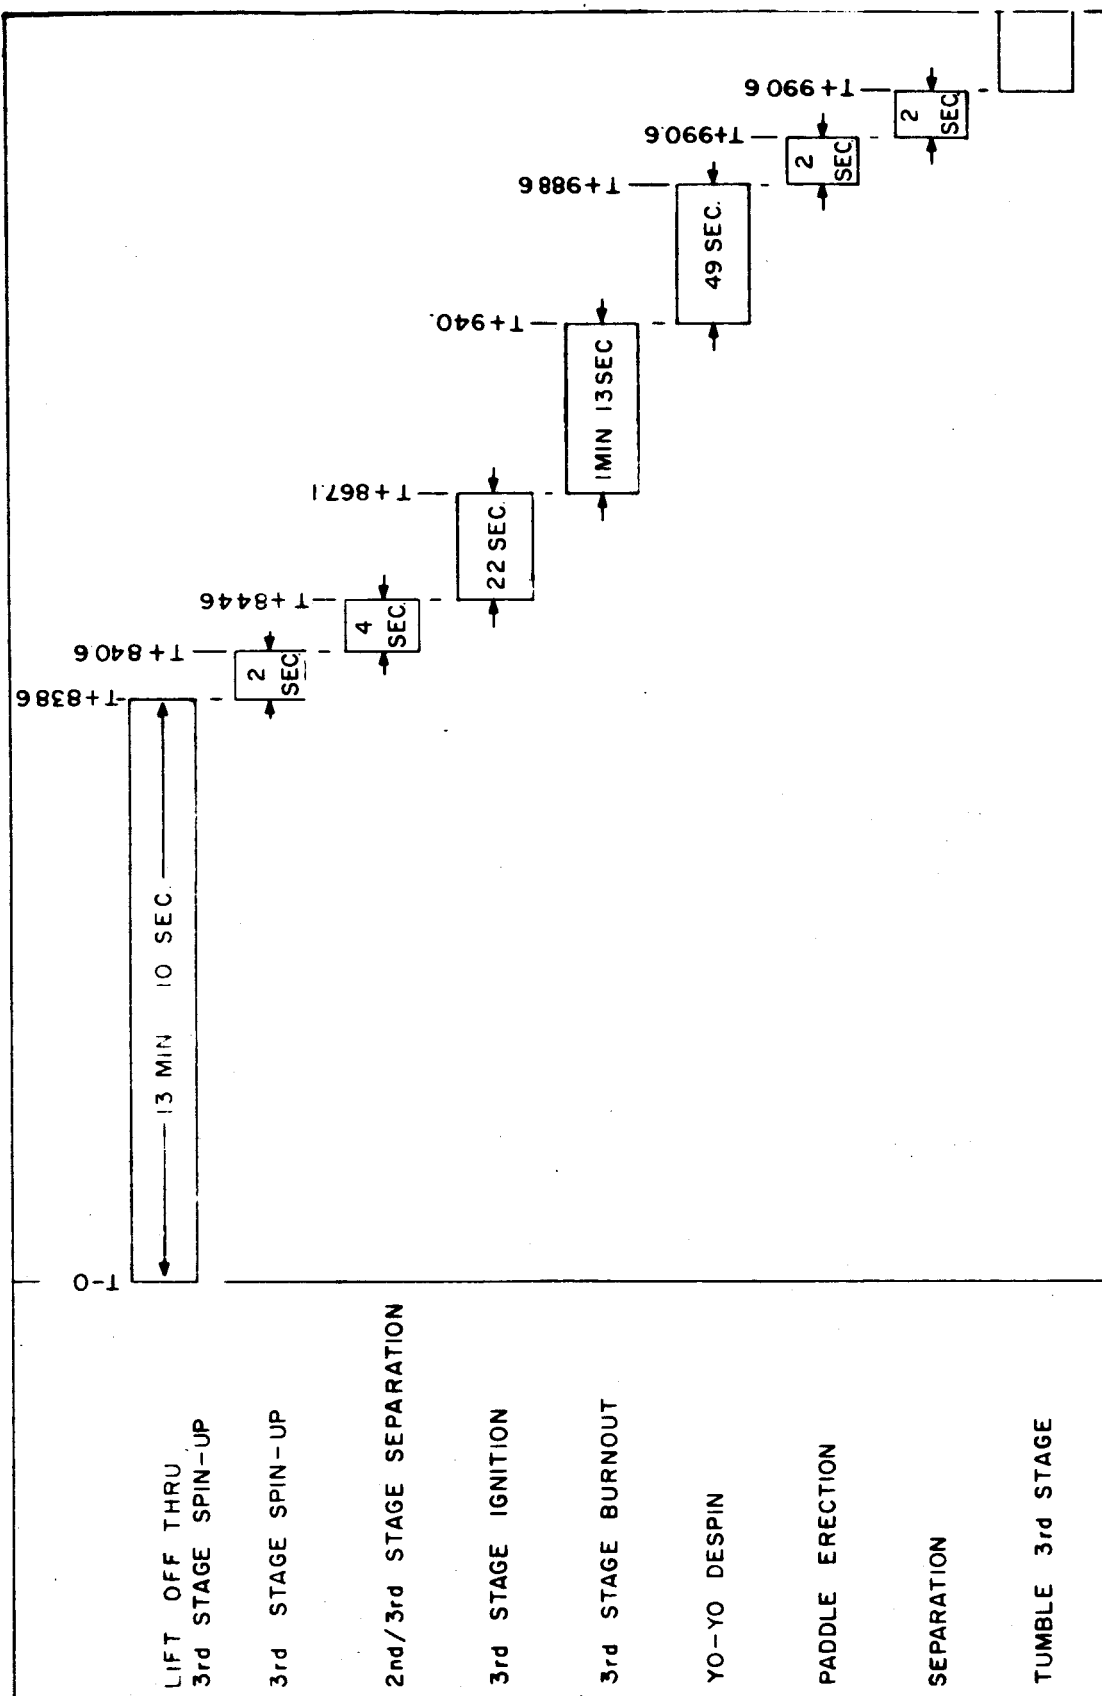 LIFT OFF THRU
3rd STAGE SPIN-UP
T-0
13 MIN 10 SEC.
T+838.6
3rd STAGE SPIN-UP
2
SEC
T+840.6
2nd/3rd STAGE SEPARATION
4
SEC.
T+844.6
3rd STAGE IGNITION
22 SEC.
T+867.1
3rd STAGE BURNOUT
1 MIN 13 SEC
T+940.
YO-YO DESPIN
49 SEC.
T+988.6
PADDLE ERECTION
2
SEC.
T+990.6
SEPARATION
2
SEC
T+990.6
TUMBLE 3rd STAGE